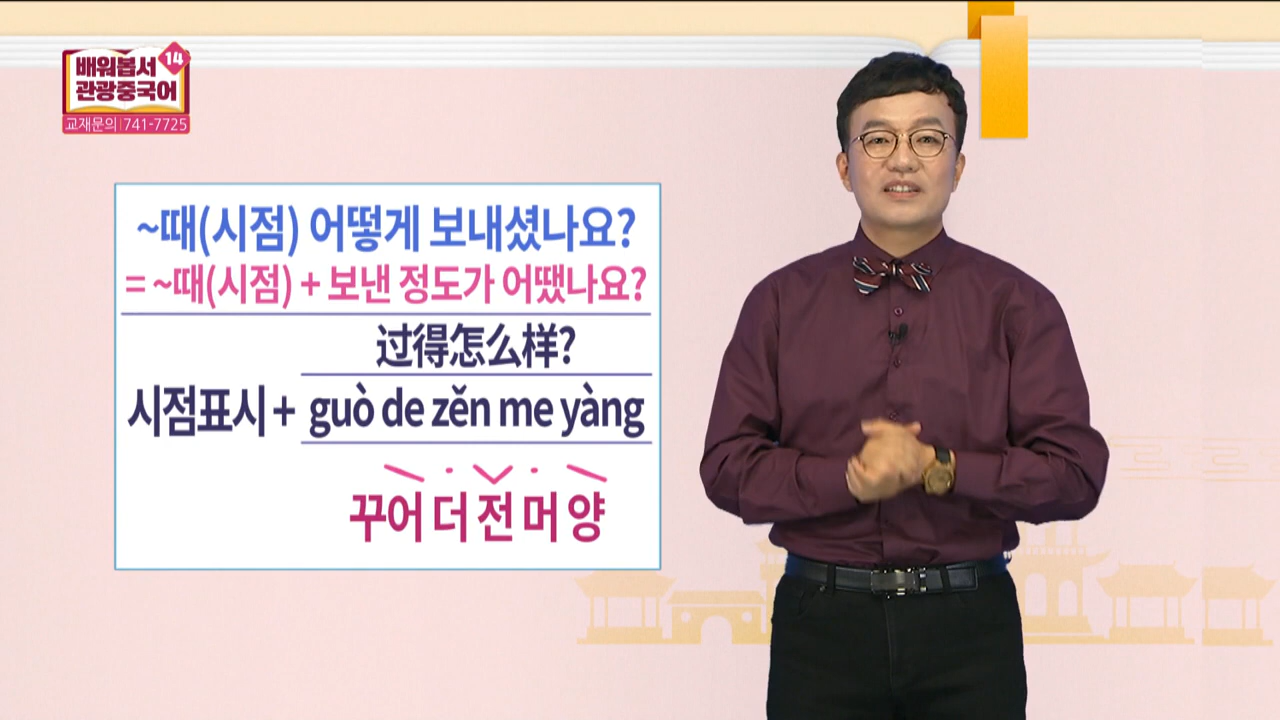 배워봅서
14
관광중국어
교재문의 | 741-7725
~때(시점) 어떻게 보내셨나요?
= ~때(시점) + 보낸 정도가 어땠나요?
过得怎么样?
시점표시 + guò de zěn me yàng
꾸어 더 전 머 양